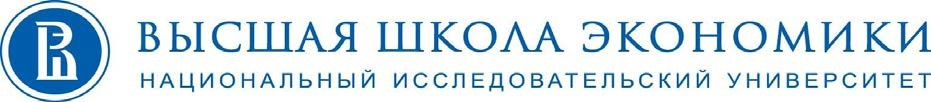 ВЫСШАЯ ШКОЛА ЭКОНОМИКИ
НАЦИОНАЛЬНЫЙ ИССЛЕДОВАТЕЛЬСКИЙ УНИВЕРСИТЕТ